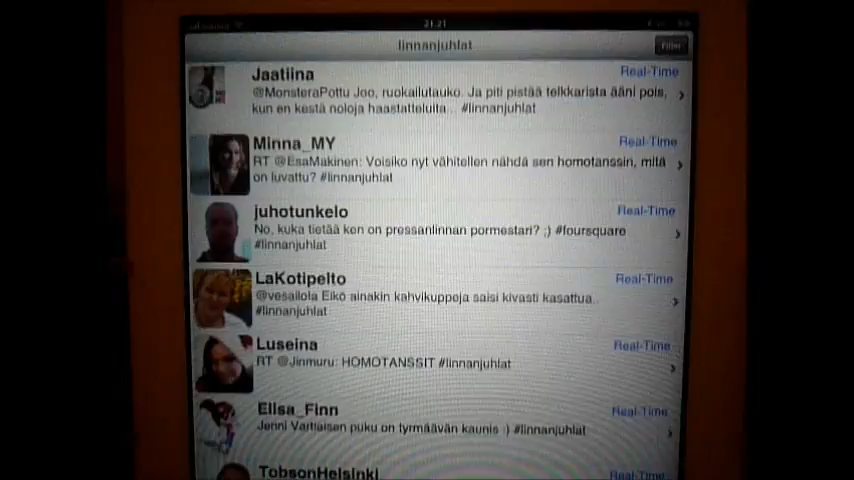 21.21
linnanjuhlat
Filter
Jaatiina
Real-Time
@MonsteraPottu Joo, ruokailutauko. Ja piti pistää telkkarista ääni pois,
kun en kestä noloja haastatteluita... #linnanjuhlat
Minna_MY
Real-Time
RT @EsaMakinen: Voisiko nyt vähitellen nähdä sen homotanssin, mitä
on luvattu? #linnanjuhlat
juhotunkelo
Real-Time
No, kuka tietää ken on pressanlinnan pormestari? ;) #foursquare
#linnanjuhlat
LaKotipelto
Real-Time
@vesailola Eikö ainakin kahvikuppeja saisi kivasti kasattua..
#linnanjuhlat
Luseina
Real-Time
RT @Jinmuru: HOMOTANSSIT #linnanjuhlat
Elisa_Finn
Real-Time
Jenni Vartiaisen puku on tyrmäävän kaunis :) #linnanjuhlat
TobsonHelsinki
Real-Time